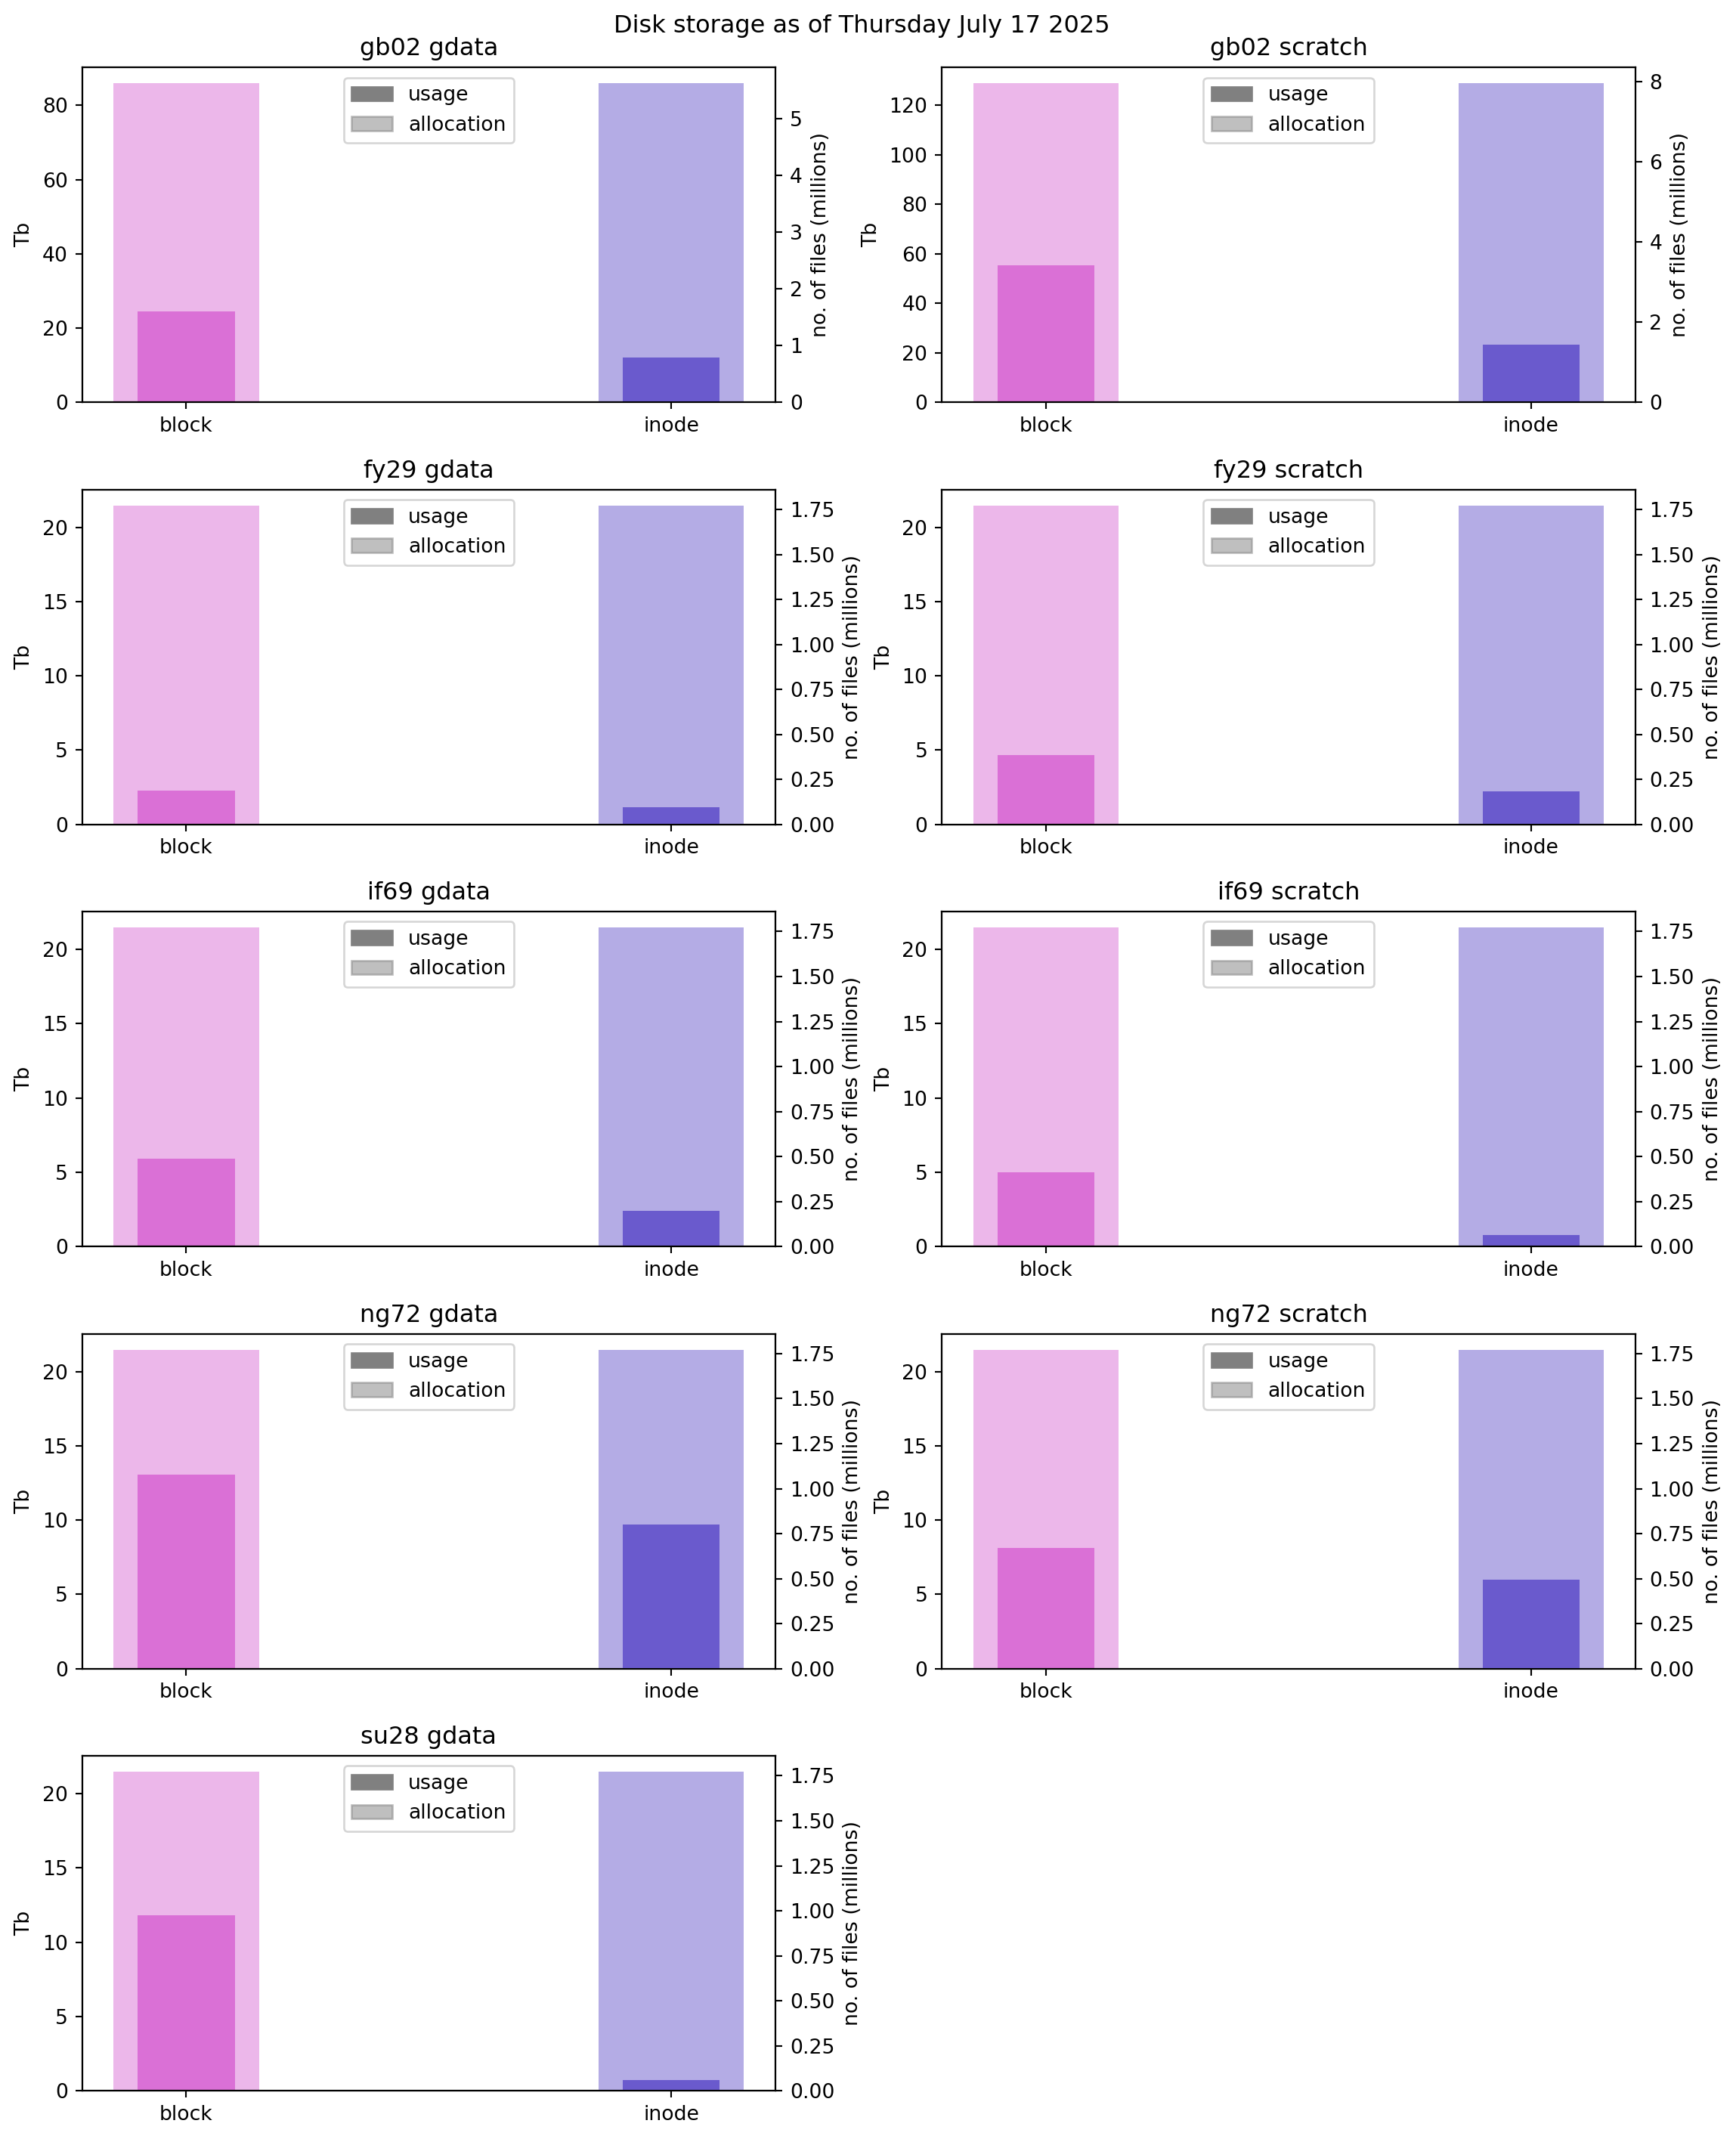 Disk storage as of Thursday July 17 2025
gb02 gdata
usage
allocation
80
60
40
20
0
Tb
5
4
3
2
1
0
no. of files (millions)
block
inode
gb02 scratch
usage
allocation
120
100
80
60
40
20
0
Tb
8
6
4
2
0
no. of files (millions)
block
inode
fy29 gdata
usage
allocation
20
15
10
5
0
Tb
1.75
1.50
1.25
1.00
0.75
0.50
0.25
0.00
no. of files (millions)
block
inode
fy29 scratch
usage
allocation
20
15
10
5
0
Tb
1.75
1.50
1.25
1.00
0.75
0.50
0.25
0.00
no. of files (millions)
block
inode
if69 gdata
usage
allocation
20
15
10
5
0
Tb
1.75
1.50
1.25
1.00
0.75
0.50
0.25
0.00
no. of files (millions)
block
inode
if69 scratch
usage
allocation
20
15
10
5
0
Tb
1.75
1.50
1.25
1.00
0.75
0.50
0.25
0.00
no. of files (millions)
block
inode
ng72 gdata
usage
allocation
20
15
10
5
0
Tb
1.75
1.50
1.25
1.00
0.75
0.50
0.25
0.00
no. of files (millions)
block
inode
ng72 scratch
usage
allocation
20
15
10
5
0
Tb
1.75
1.50
1.25
1.00
0.75
0.50
0.25
0.00
no. of files (millions)
block
inode
su28 gdata
usage
allocation
20
15
10
5
0
Tb
1.75
1.50
1.25
1.00
0.75
0.50
0.25
0.00
no. of files (millions)
block
inode